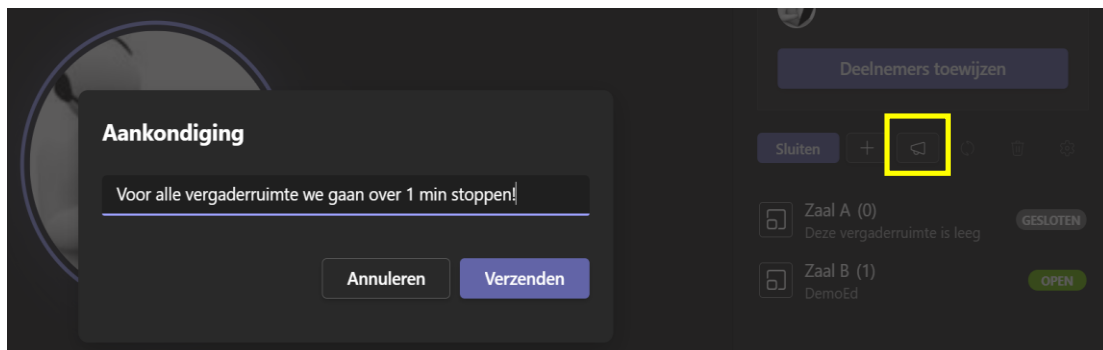 Aankondiging
Voor alle vergaderruimte we gaan over 1 min stoppen!
Annuleren
Verzenden
Deelnemers toewijzen
Sluiten
Zaal A (0)
Deze vergaderruimte is leeg
GESLOTEN
Zaal B (1)
DemoEd
OPEN